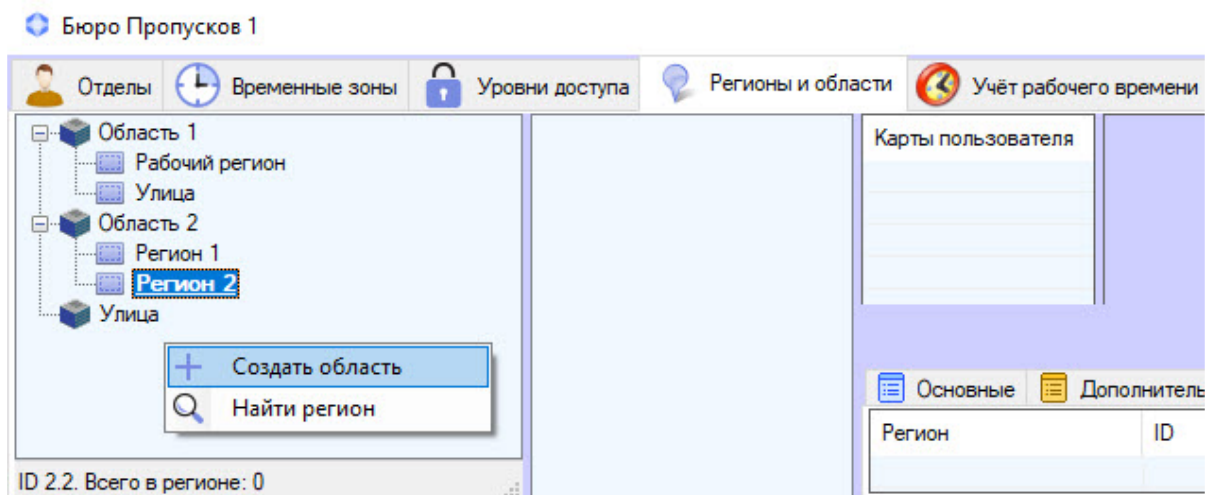 Бюро Пропусков 1
Отделы Временные зоны Уровни доступа Регионы и области Учёт рабочего времени
Область 1
Рабочий регион
Улица
Область 2
Регион 1
Регион 2
Улица
Создать область
Найти регион
ID 2.2. Всего в регионе: 0
Карты пользователя
Основные Дополнитель
Регион ID